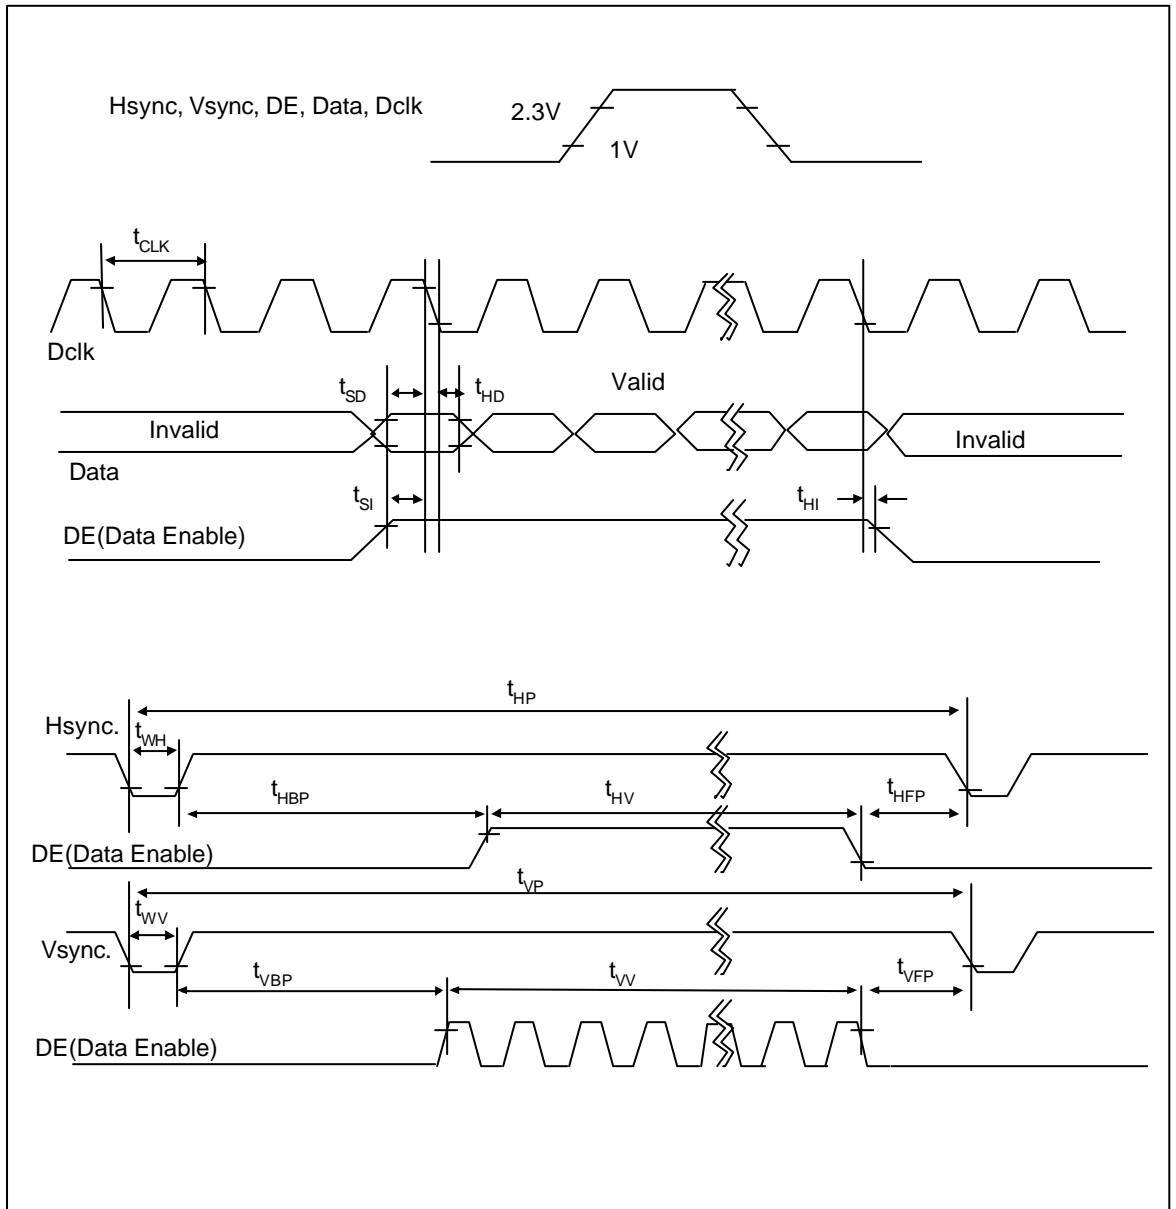 Hsync, Vsync, DE, Data, Dclk
2.3V
1V
tCLK
Dclk
tSD
tHD
Valid
Invalid
Invalid
Data
tSI
tHI
DE(Data Enable)
tHP
Hsync.
tWH
tHBP
tHV
tHFP
DE(Data Enable)
tVP
tWV
Vsync.
tVBP
tVV
tVFP
DE(Data Enable)